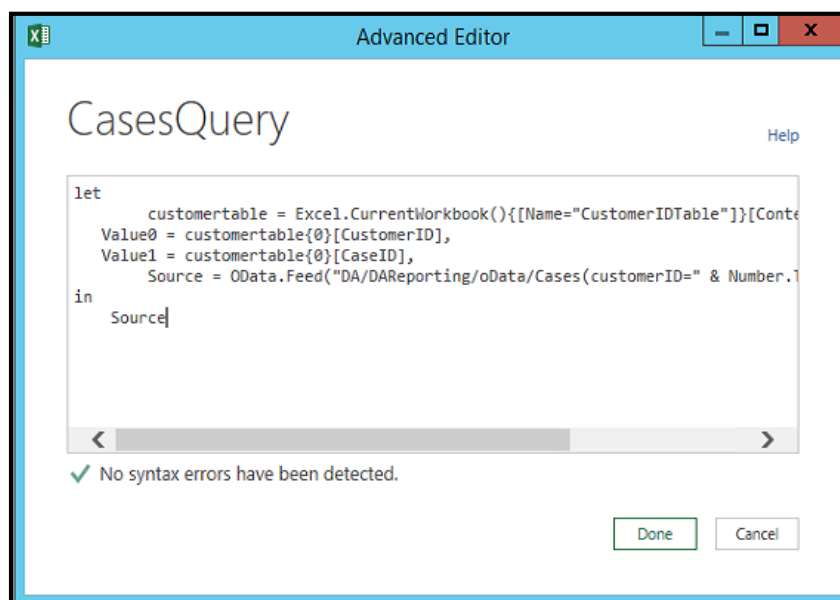 Advanced Editor
CasesQuery
Help
let
customertable = Excel.CurrentWorkbook(){[Name="CustomerIDTable"]}[Conte
Value0 = customertable{0}[CustomerID],
Value1 = customertable{0}[CaseID],
Source = OData.Feed("DA/DAReporting/oData/Cases(customerID=" & Number.T
in
Source
No syntax errors have been detected.
Done
Cancel